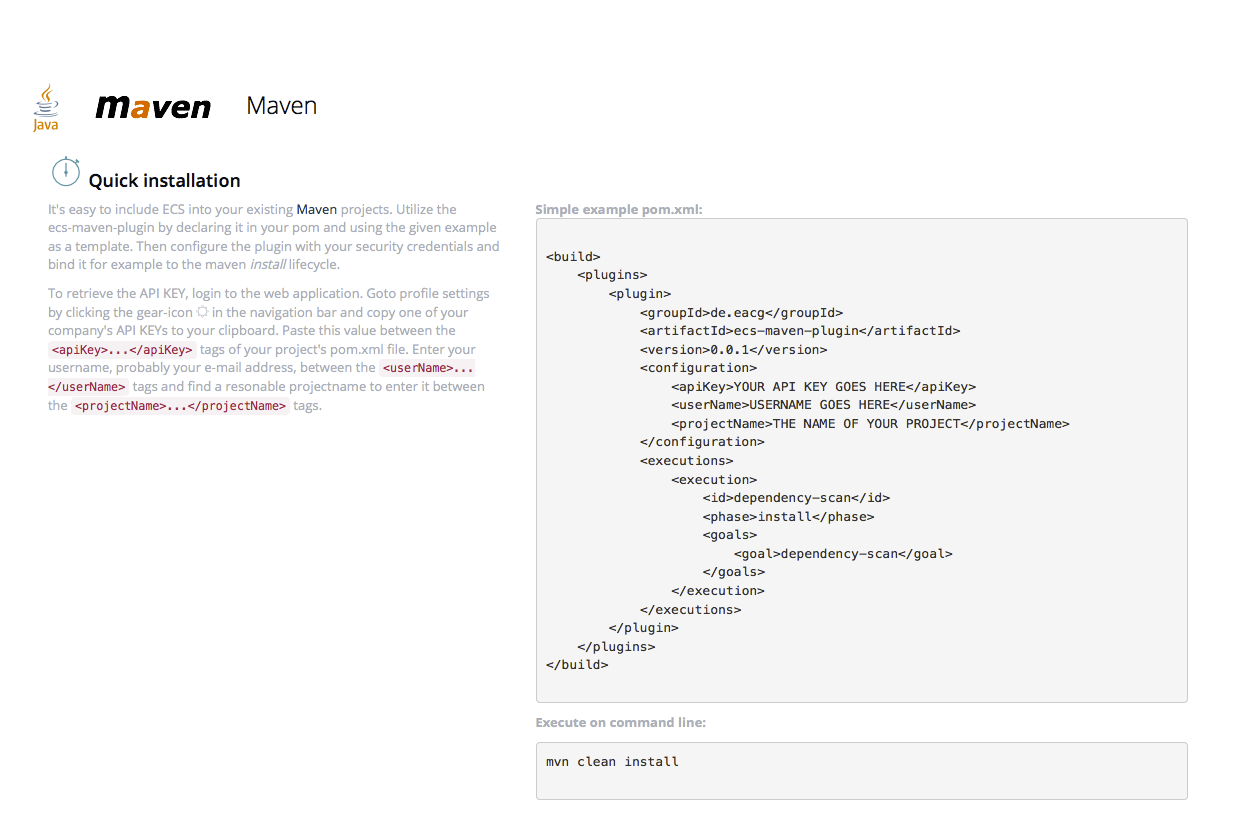 Java
maven
Maven
Quick installation
It's easy to include ECS into your existing Maven projects. Utilize the
ecs-maven-plugin by declaring it in your pom and using the given example
as a template. Then configure the plugin with your security credentials and
bind it for example to the maven install lifecycle.
To retrieve the API KEY, login to the web application. Goto profile settings
by clicking the gear-icon in the navigation bar and copy one of your
company's API KEYs to your clipboard. Paste this value between the
<apiKey>...</apiKey> tags of your project's pom.xml file. Enter your
username, probably your e-mail address, between the <userName>...
</userName> tags and find a resonable projectname to enter it between
the <projectName>...</projectName> tags.
Simple example pom.xml:
<build>
    <plugins>
        <plugin>
            <groupId>de.eacg</groupId>
            <artifactId>ecs-maven-plugin</artifactId>
            <version>0.0.1</version>
            <configuration>
                <apiKey>YOUR API KEY GOES HERE</apiKey>
                <userName>USERNAME GOES HERE</userName>
                <projectName>THE NAME OF YOUR PROJECT</projectName>
            </configuration>
            <executions>
                <execution>
                    <id>dependency-scan</id>
                    <phase>install</phase>
                    <goals>
                        <goal>dependency-scan</goal>
                    </goals>
                </execution>
            </executions>
        </plugin>
    </plugins>
</build>
Execute on command line:
mvn clean install